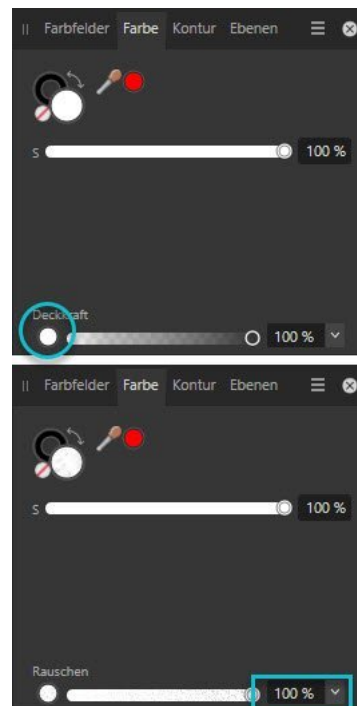 Farbfelder Farbe Kontur Ebenen
S 100 %
Deckkraft
100 %
Farbfelder Farbe Kontur Ebenen
S 100 %
Rauschen
100 %